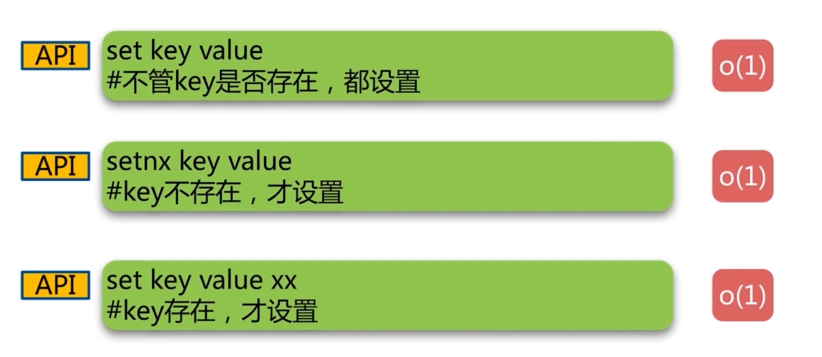 API
set key value
#不管key是否存在，都设置
o(1)
API
setnx key value
#key不存在，才设置
o(1)
API
set key value xx
#key存在，才设置
o(1)